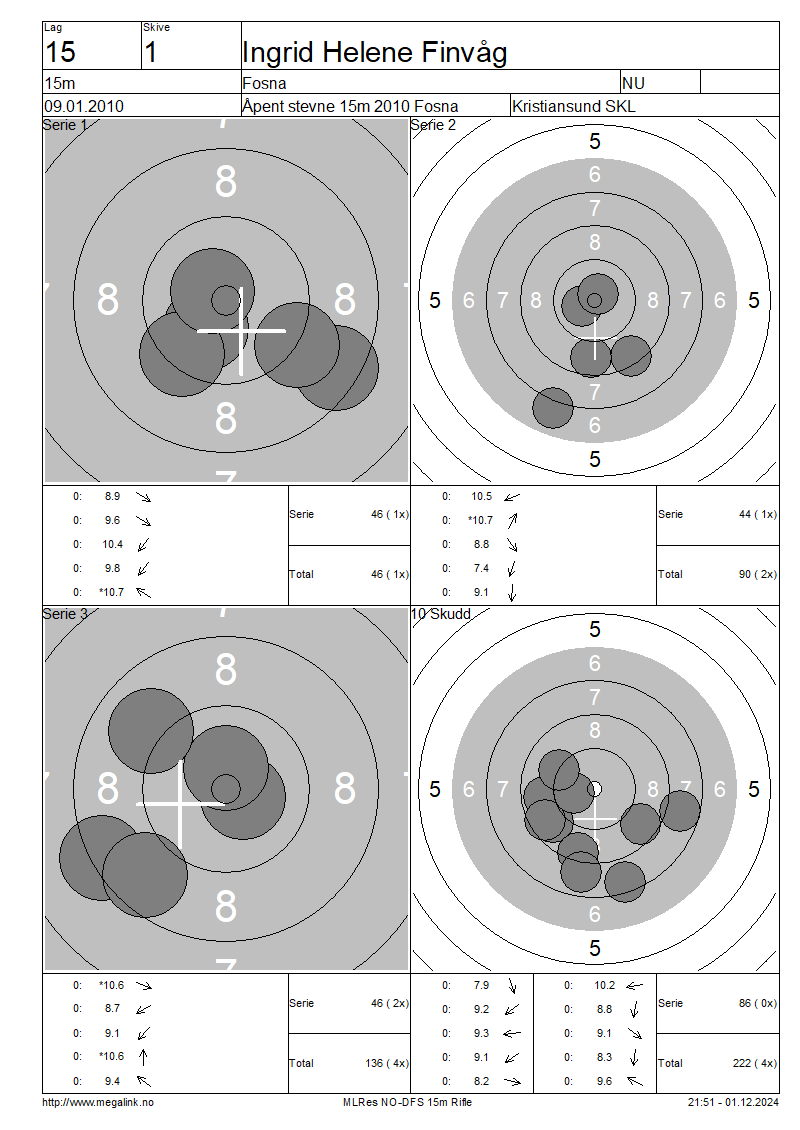 Lag Skive
15 1 Ingrid Helene Finvåg
15m Fosna NU
09.01.2010 Åpent stevne 15m 2010 Fosna Kristiansund SKL
Serie 1 Serie 2
7
8
7 8 8 7
8
7
5
6
7
8
5 6 7 8 8 7 6 5
7
6
5
0: 8.9
0: 9.6
0: 10.4
0: 9.8
0: *10.7
Serie 46 ( 1x)
Total 46 ( 1x)
0: 10.5
0: *10.7
0: 8.8
0: 7.4
0: 9.1
Serie 44 ( 1x)
Total 90 ( 2x)
Serie 3 10 Skudd
7
8
7 8 8 7
8
7
5
6
7
8
5 6 7 8 7 6 5
8
6
5
0: *10.6
0: 8.7
0: 9.1
0: *10.6
0: 9.4
Serie 46 ( 2x)
Total 136 ( 4x)
0: 7.9 0: 10.2
0: 9.2 0: 8.8
0: 9.3 0: 9.1
0: 9.1 0: 8.3
0: 8.2 0: 9.6
Serie 86 ( 0x)
Total 222 ( 4x)
http://www.megalink.no MLRes NO-DFS 15m Rifle 21:51 - 01.12.2024